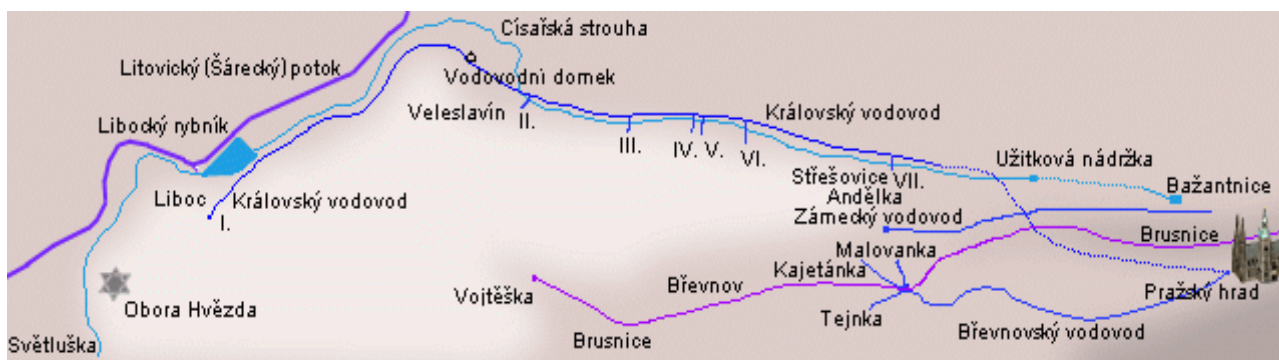 Císařská strouha
Litovický (Šárecký) potok
Vodovodní domek
Veleslavín
II.
Královský vodovod
Libocký rybník
III.
IV.
V.
VI.
Užitková nádržka
Střešovice
VII.
Bažantnice
Liboc
Královský vodovod
Andělka
I.
Zámecký vodovod
Brusnice
Malovanka
Kajetánka
Břevnov
Vojtěška
Pražský hrad
Obora Hvězda
Tejnka
Břevnovský vodovod
Brusnice
Světluška